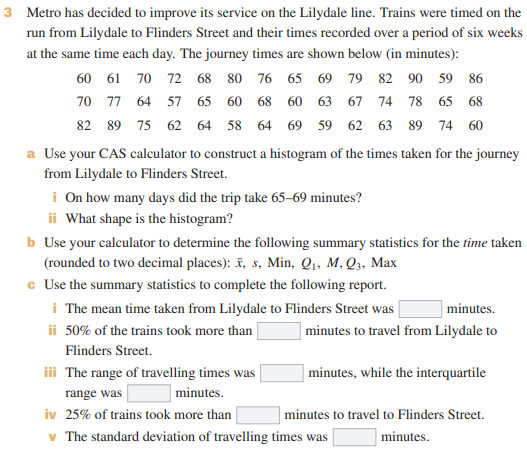 3 Metro has decided to improve its service on the Lilydale line. Trains were timed on the
run from Lilydale to Flinders Street and their times recorded over a period of six weeks
at the same time each day. The journey times are shown below (in minutes):
60 61 70 72 68 80 76 65 69 79 82 90 59 86
70 77 64 57 65 60 68 60 63 67 74 78 65 68
82 89 75 62 64 58 64 69 59 62 63 89 74 60
a Use your CAS calculator to construct a histogram of the times taken for the journey
from Lilydale to Flinders Street.
i On how many days did the trip take 65–69 minutes?
ii What shape is the histogram?
b Use your calculator to determine the following summary statistics for the time taken
(rounded to two decimal places): x̄, s, Min, Q₁, M, Q₃, Max
c Use the summary statistics to complete the following report.
i The mean time taken from Lilydale to Flinders Street was minutes.
ii 50% of the trains took more than minutes to travel from Lilydale to
Flinders Street.
iii The range of travelling times was minutes, while the interquartile
range was minutes.
iv 25% of trains took more than minutes to travel to Flinders Street.
v The standard deviation of travelling times was minutes.